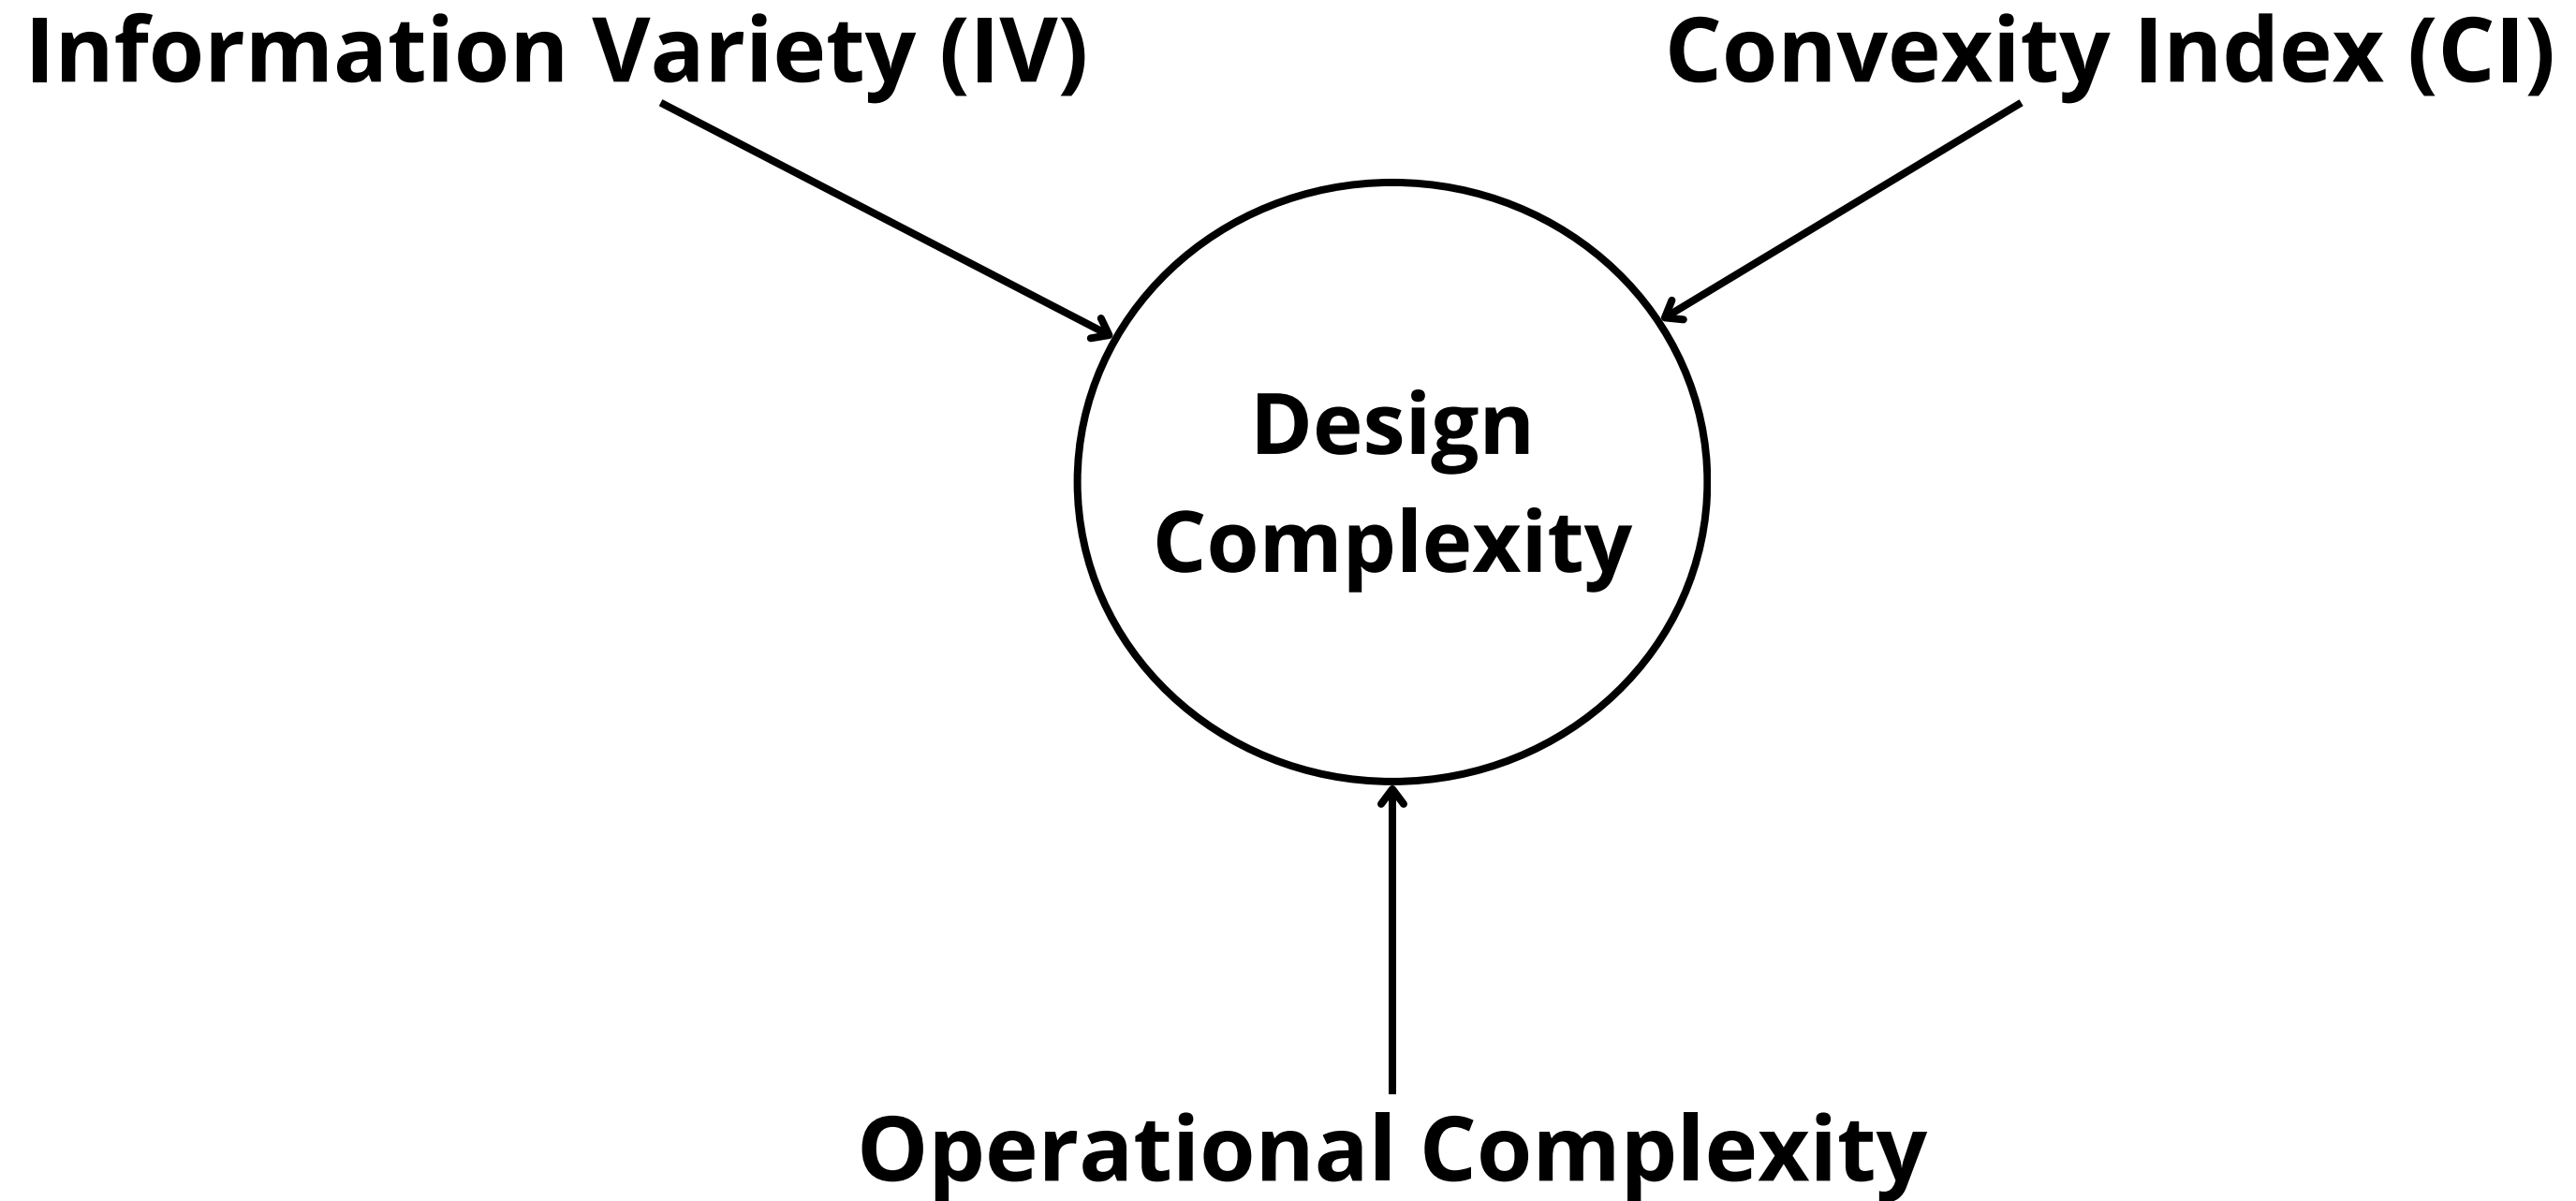 Information Variety (IV)
Convexity Index (CI)
Design
Complexity
Operational Complexity